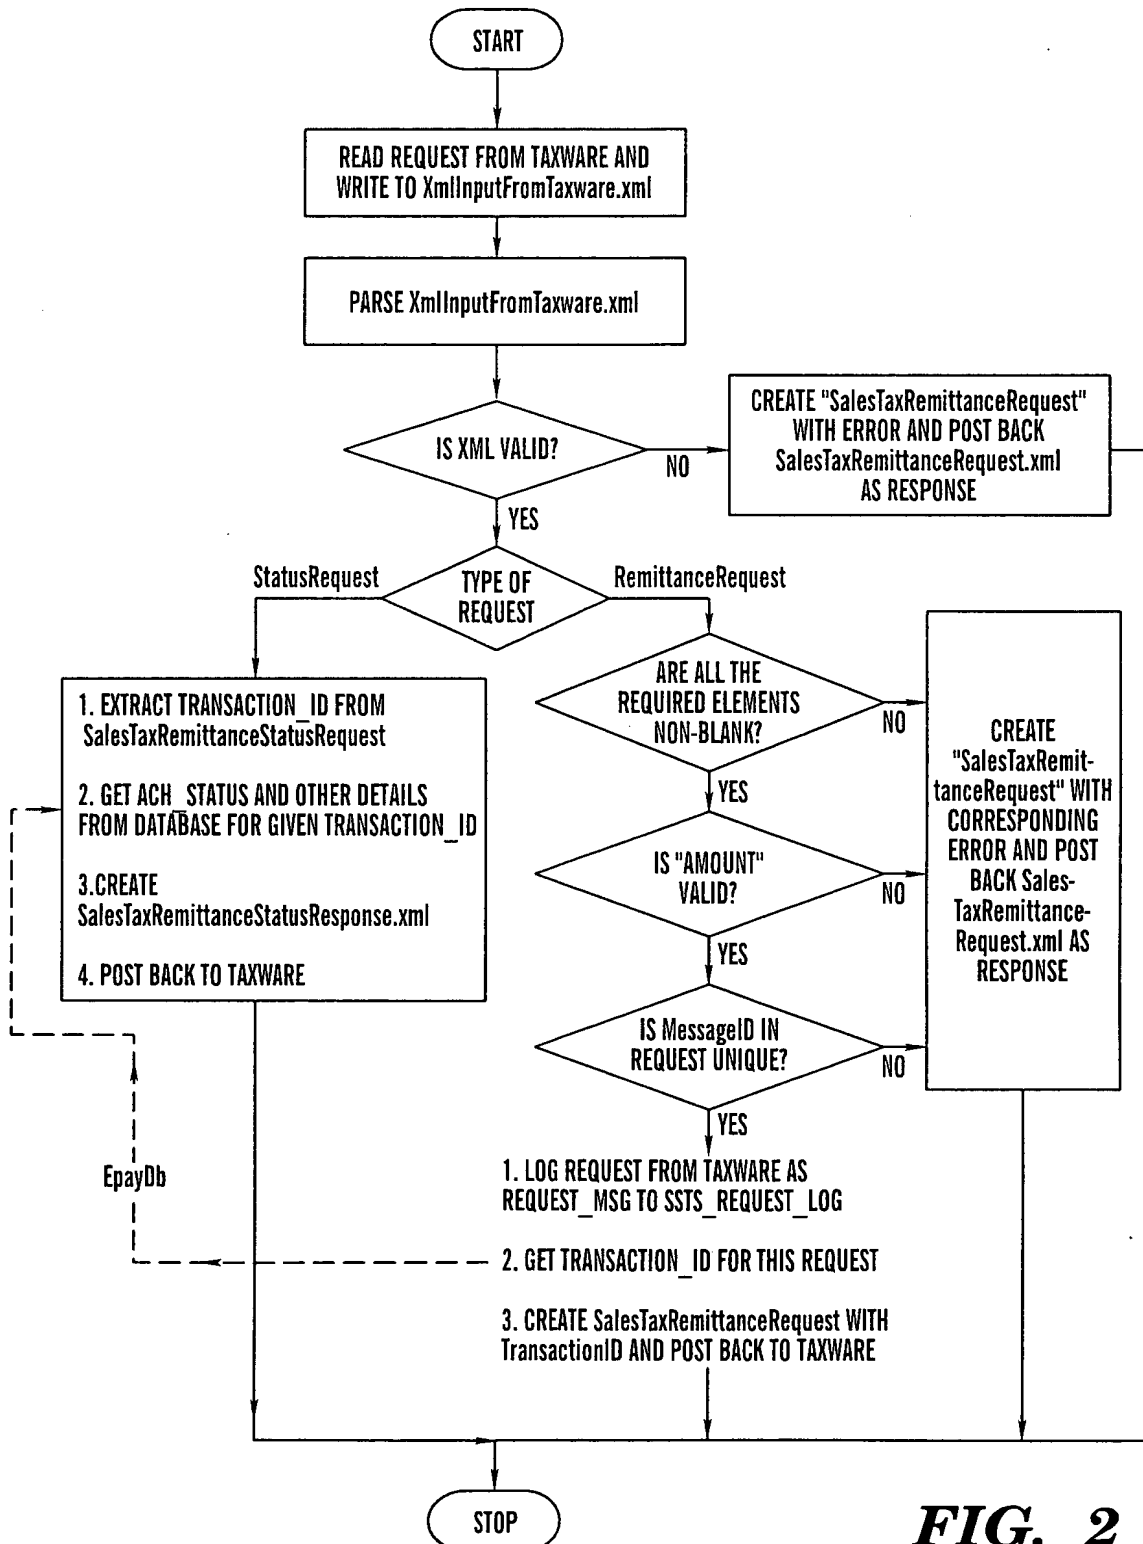 START
READ REQUEST FROM TAXWARE AND
WRITE TO XmlInputFromTaxware.xml
PARSE XmlInputFromTaxware.xml
IS XML VALID?
NO
CREATE "SalesTaxRemittanceRequest"
WITH ERROR AND POST BACK
SalesTaxRemittanceRequest.xml
AS RESPONSE
YES
StatusRequest
TYPE OF
REQUEST
RemittanceRequest
1. EXTRACT TRANSACTION_ID FROM
SalesTaxRemittanceStatusRequest
2. GET ACH_STATUS AND OTHER DETAILS
FROM DATABASE FOR GIVEN TRANSACTION_ID
3.CREATE
SalesTaxRemittanceStatusResponse.xml
4. POST BACK TO TAXWARE
ARE ALL THE
REQUIRED ELEMENTS
NON-BLANK?
NO
YES
IS "AMOUNT"
VALID?
NO
YES
IS MessageID IN
REQUEST UNIQUE?
NO
YES
CREATE
"SalesTaxRemit-
tanceRequest" WITH
CORRESPONDING
ERROR AND POST
BACK Sales-
TaxRemittance-
Request.xml AS
RESPONSE
EpayDb
1. LOG REQUEST FROM TAXWARE AS
REQUEST_MSG TO SSTS_REQUEST_LOG
2. GET TRANSACTION_ID FOR THIS REQUEST
3. CREATE SalesTaxRemittanceRequest WITH
TransactionID AND POST BACK TO TAXWARE
STOP
FIG. 2